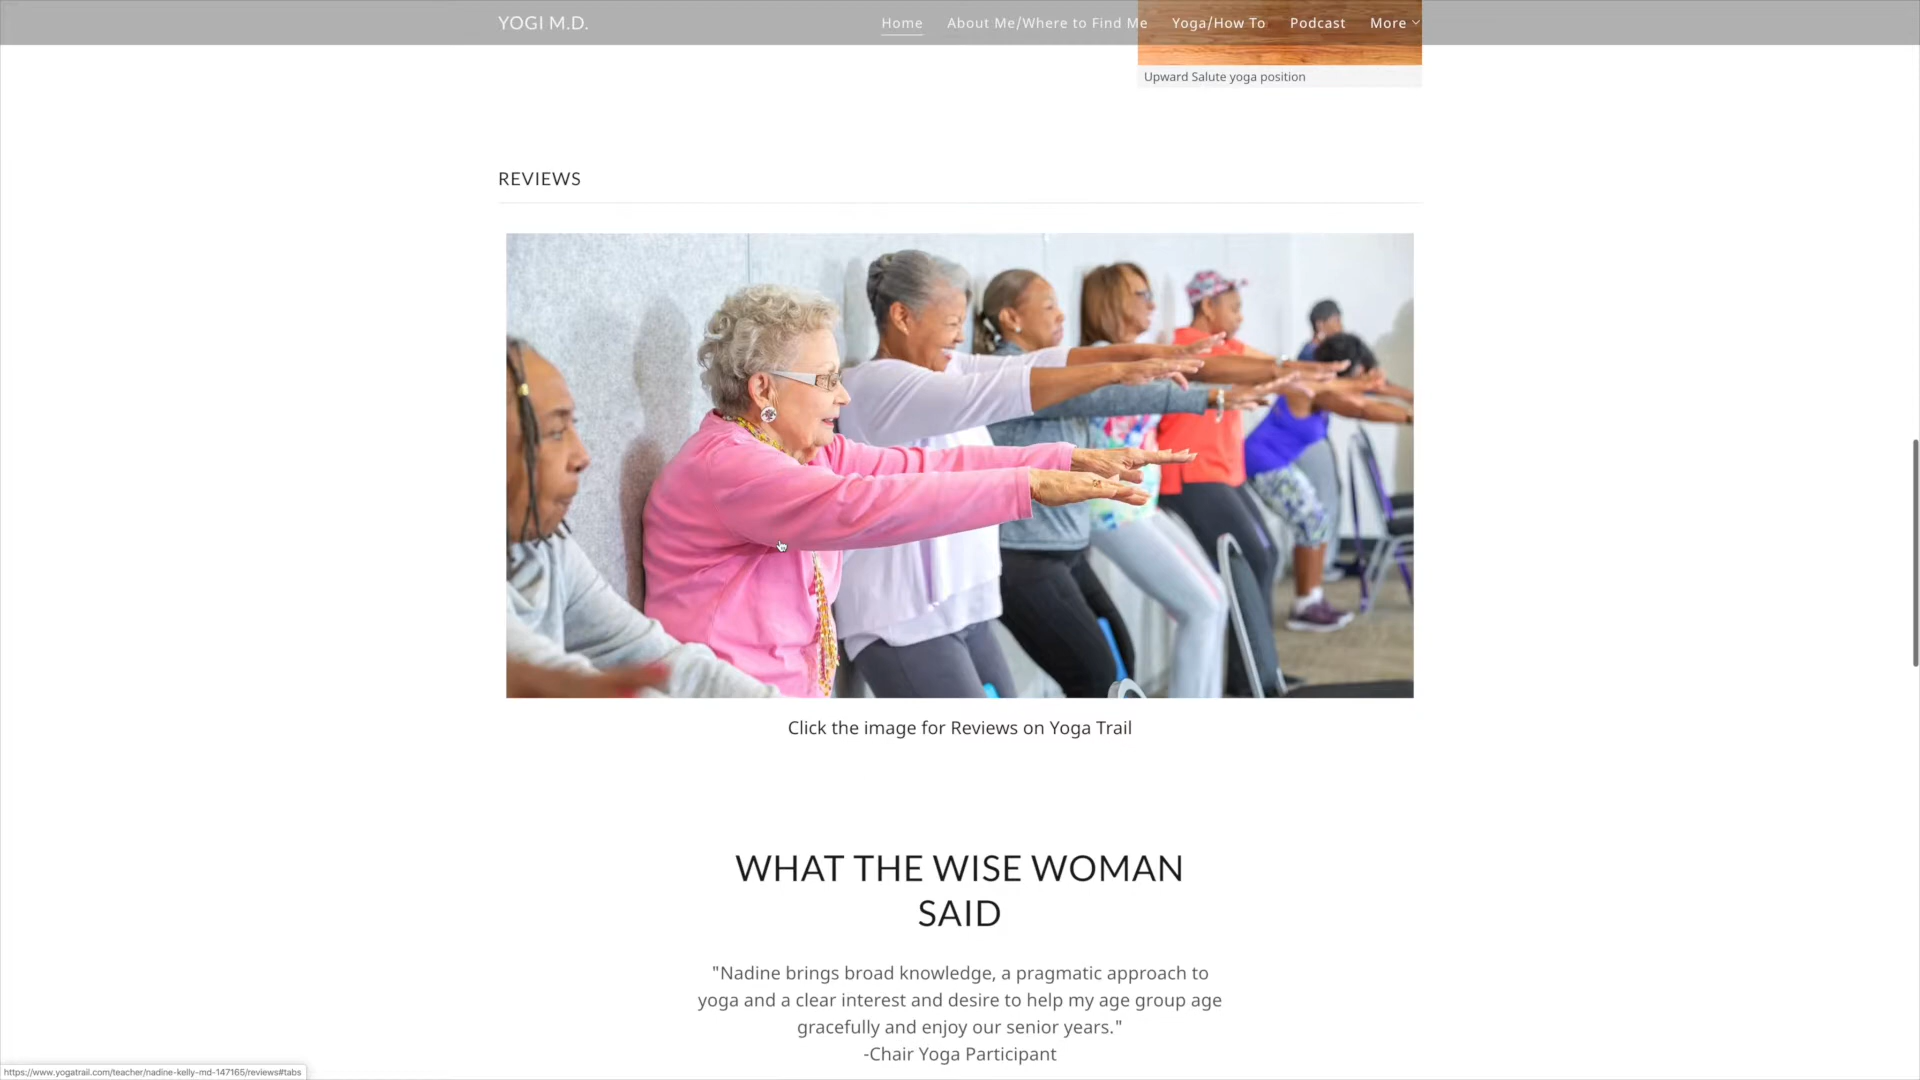 YOGI M.D.
Home About Me/Where to Find Me Yoga/How To Podcast More
Upward Salute yoga position
REVIEWS
Click the image for Reviews on Yoga Trail
WHAT THE WISE WOMAN
SAID
"Nadine brings broad knowledge, a pragmatic approach to
yoga and a clear interest and desire to help my age group age
gracefully and enjoy our senior years."
-Chair Yoga Participant
https://www.yogatrail.com/teacher/nadine-kelly-md-147165/reviews#tabs